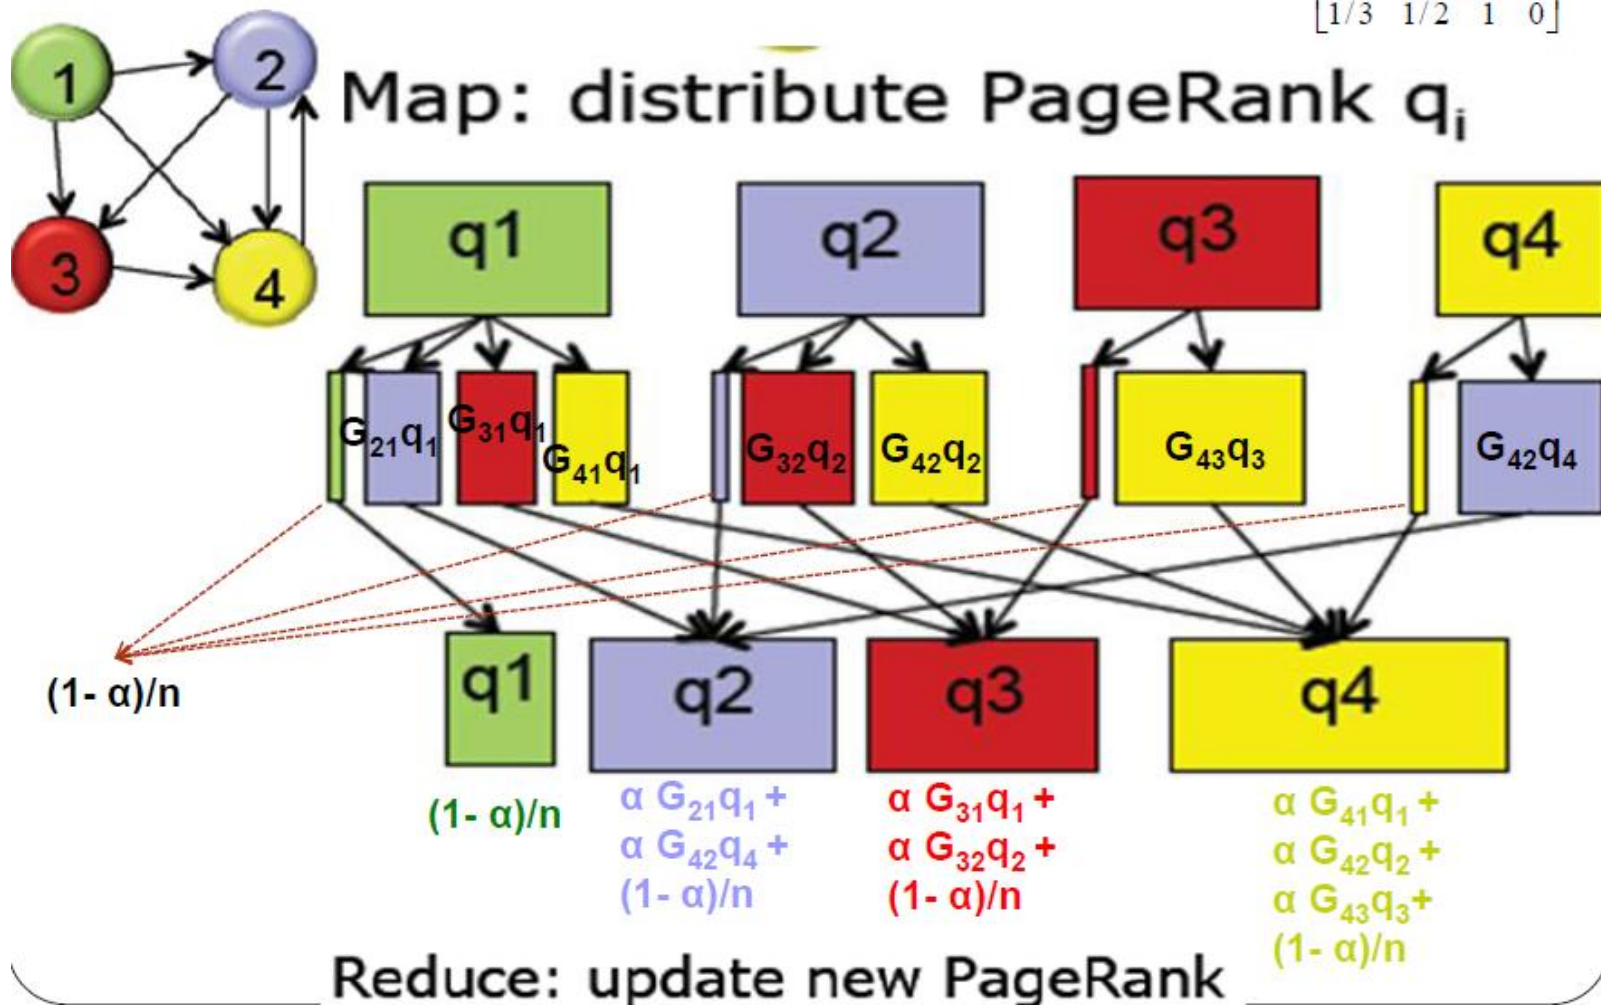 [1/3 1/2 1 0]
1
2
3
4
Map: distribute PageRank qi
q1
q2
q3
q4
G21q1
G31q1
G41q1
G32q2
G42q2
G43q3
G42q4
(1- α)/n
q1
q2
q3
q4
(1- α)/n
α G21q1 +
α G42q4 +
(1- α)/n
α G31q1 +
α G32q2 +
(1- α)/n
α G41q1 +
α G42q2 +
α G43q3+
(1- α)/n
Reduce: update new PageRank